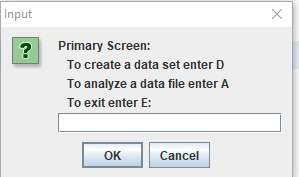 Input
Primary Screen:
To create a data set enter D
To analyze a data file enter A
To exit enter E:
OK
Cancel